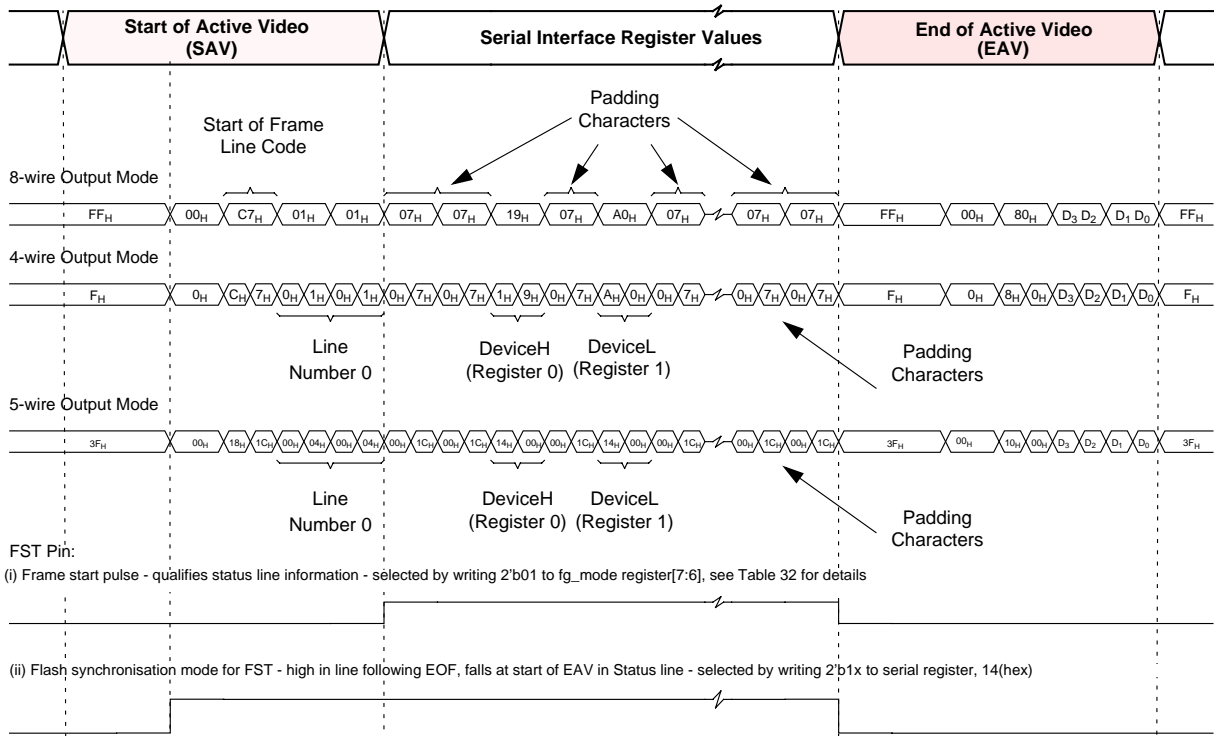 Start of Active Video
(SAV)
Serial Interface Register Values
End of Active Video
(EAV)
Padding
Characters
Start of Frame
Line Code
8-wire Output Mode
FFH 00H C7H 01H 01H 07H 07H 19H 07H A0H 07H 07H 07H FFH 00H 80H D3 D2 D1 D0 FFH
4-wire Output Mode
FH 0H CH 7H 0H 1H 0H 1H 0H 7H 0H 7H 1H 9H 0H 7H AH 0H 0H 7H 0H 7H 0H 7H FH 0H 8H 0H D3 D2 D1 D0 FH
Line
Number 0
DeviceH
(Register 0)
DeviceL
(Register 1)
Padding
Characters
5-wire Output Mode
3FH 00H 18H 1CH 00H 04H 00H 04H 00H 1CH 00H 1CH 14H 00H 00H 1CH 14H 00H 00H 1CH 00H 1CH 00H 1CH 3FH 00H 10H 00H D3 D2 D1 D0 3FH
Line
Number 0
DeviceH
(Register 0)
DeviceL
(Register 1)
Padding
Characters
FST Pin:
(i) Frame start pulse - qualifies status line information - selected by writing 2'b01 to fg_mode register[7:6], see Table 32 for details
(ii) Flash synchronisation mode for FST - high in line following EOF, falls at start of EAV in Status line - selected by writing 2'b1x to serial register, 14(hex)